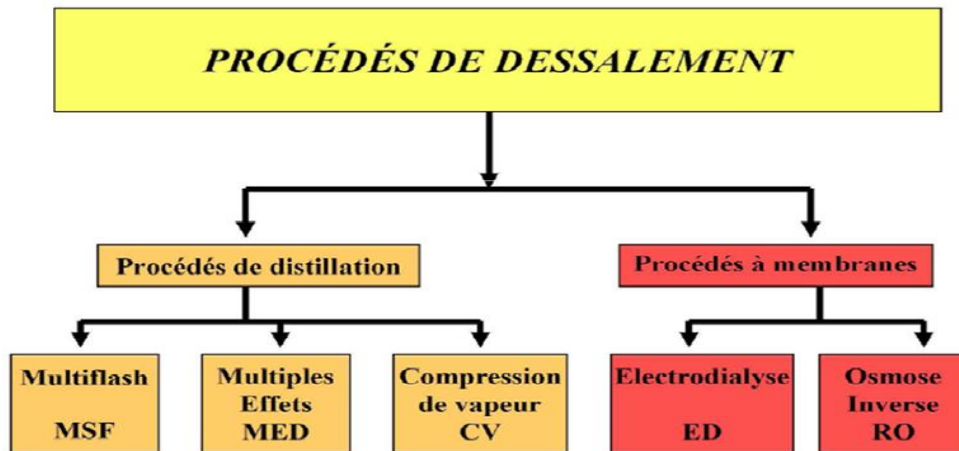 PROCÉDÉS DE DESSALEMENT
Procédés de distillation
Procédés à membranes
Multiflash
MSF
Multiples
Effets
MED
Compression
de vapeur
CV
Electrodialyse
ED
Osmose
Inverse
RO